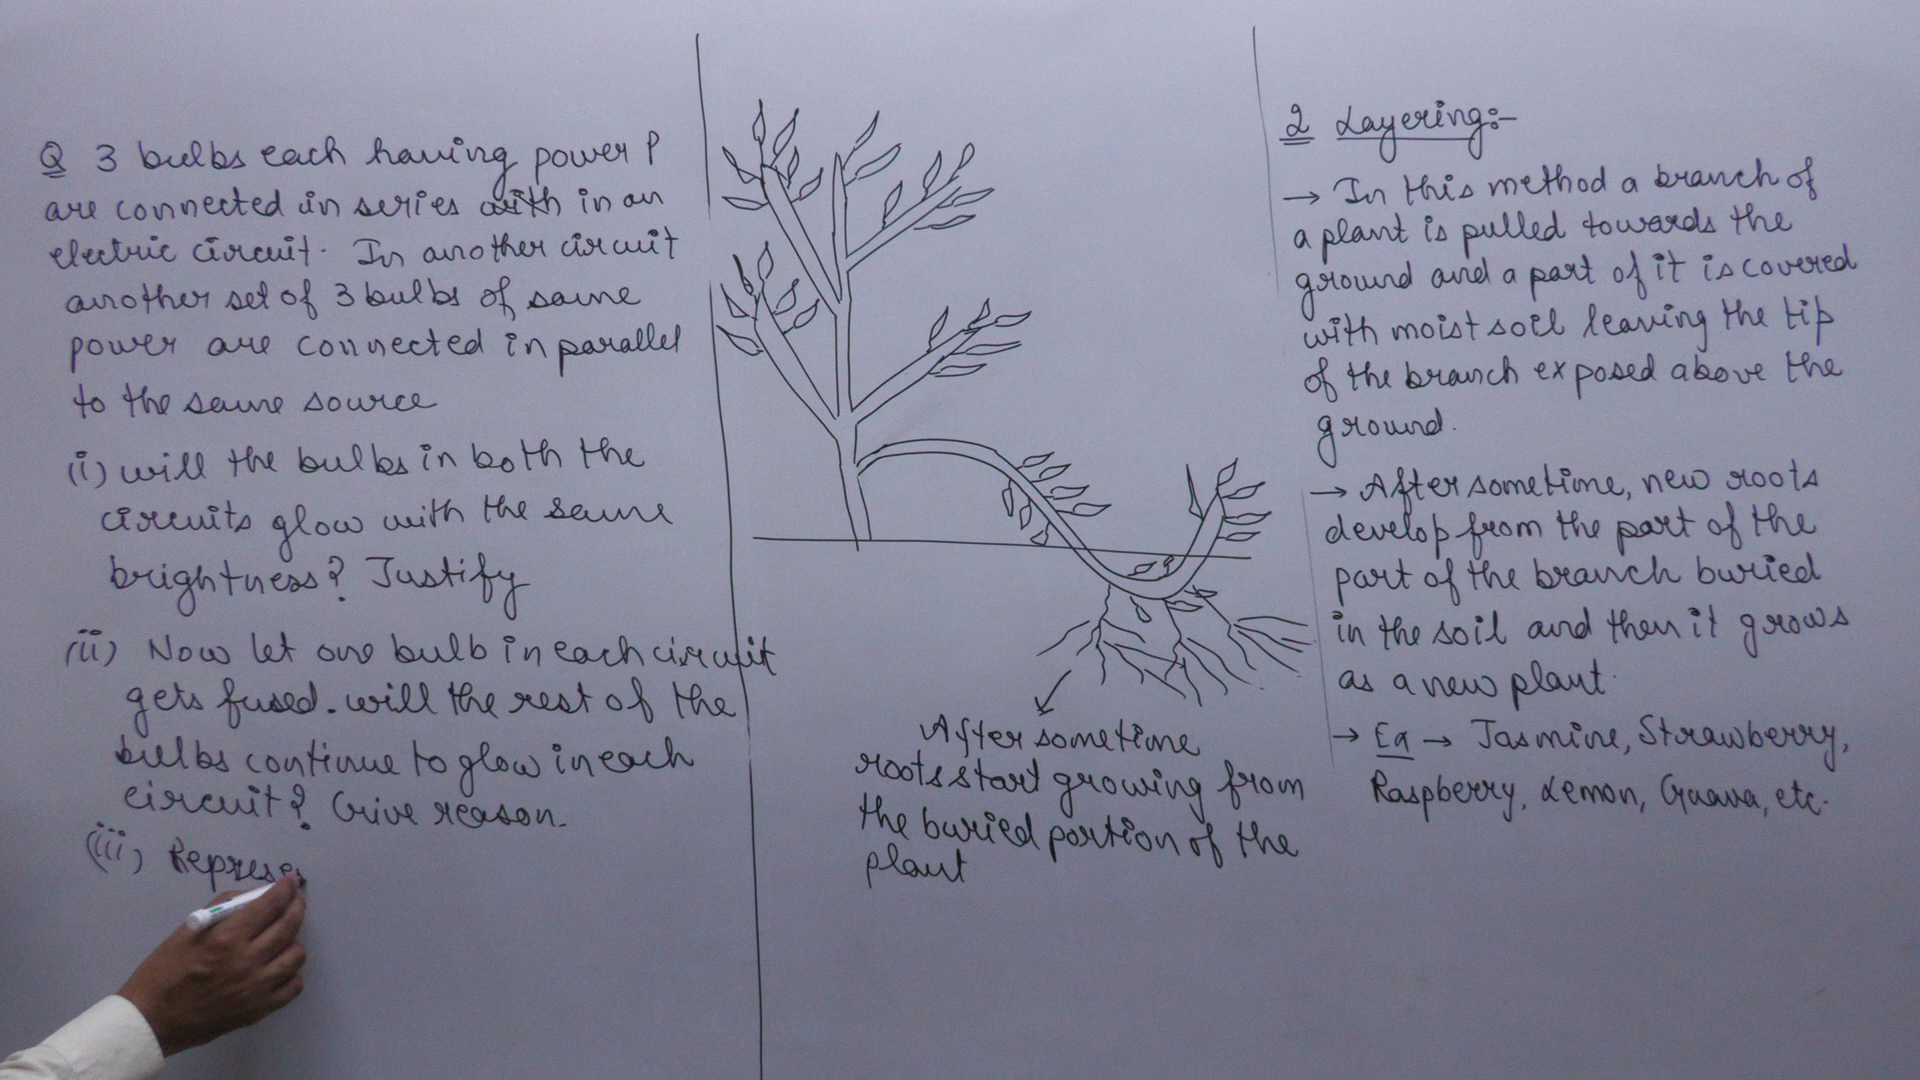 Q 3 bulbs each having power P
are connected in series with in an
electric circuit. In another circuit
another set of 3 bulbs of same
power are connected in parallel
to the same source
(i) will the bulbs in both the
circuits glow with the same
brightness? Justify
(ii) Now let one bulb in each circuit
gets fused. will the rest of the
bulbs continue to glow in each
circuit? Give reason.
(iii) Represe
After sometime
roots start growing from
the buried portion of the
plant
2 Layering:-
→ In this method a branch of
a plant is pulled towards the
ground and a part of it is covered
with moist soil leaving the tip
of the branch exposed above the
ground.
→ After sometime, new roots
develop from the part of the
part of the branch buried
in the soil and then it grows
as a new plant.
→ Eg → Jasmine, Strawberry,
Raspberry, Lemon, Guava, etc.